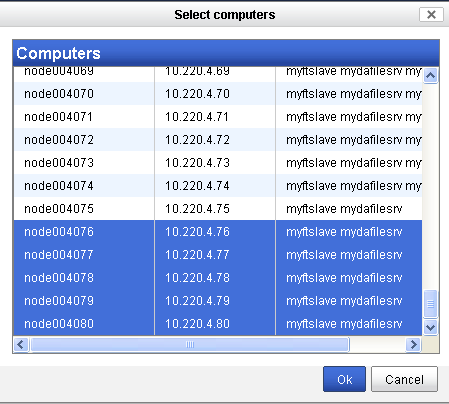 Select computers
Computers
node004069 10.220.4.69 myftslave mydafilesrv my
node004070 10.220.4.70 myftslave mydafilesrv my
node004071 10.220.4.71 myftslave mydafilesrv my
node004072 10.220.4.72 myftslave mydafilesrv my
node004073 10.220.4.73 myftslave mydafilesrv my
node004074 10.220.4.74 myftslave mydafilesrv my
node004075 10.220.4.75 myftslave mydafilesrv
node004076 10.220.4.76 myftslave mydafilesrv
node004077 10.220.4.77 myftslave mydafilesrv
node004078 10.220.4.78 myftslave mydafilesrv
node004079 10.220.4.79 myftslave mydafilesrv
node004080 10.220.4.80 myftslave mydafilesrv
Ok Cancel